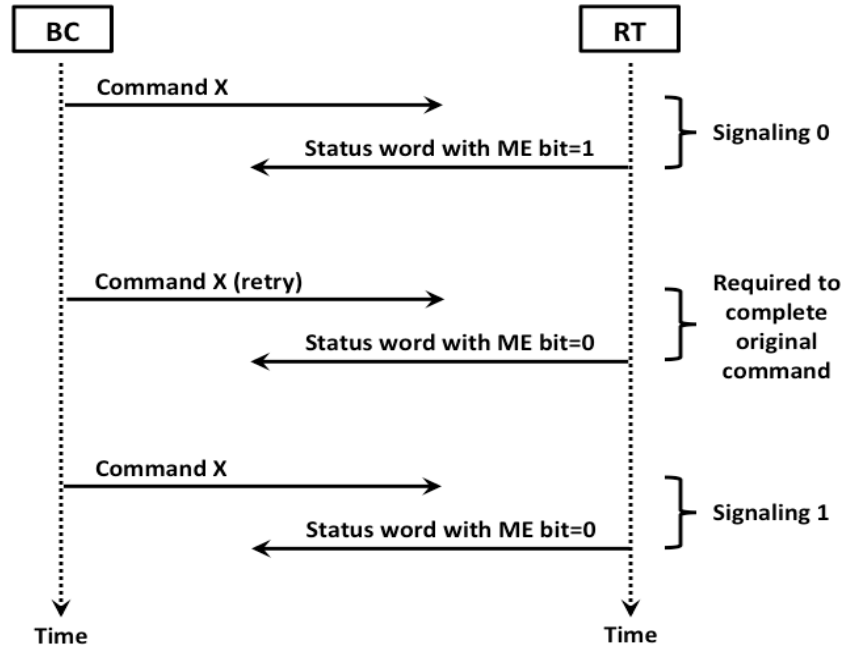 BC
RT
Command X
Status word with ME bit=1
Signaling 0
Command X (retry)
Status word with ME bit=0
Required to
complete
original
command
Command X
Status word with ME bit=0
Signaling 1
Time
Time